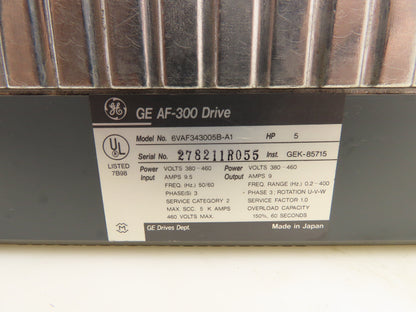 GE AF-300 Drive
Model No. 6VAF343005B-A1 HP 5
Serial No. 278211R055 Inst. GEK-85715
UL
LISTED
7B98
Power Input
VOLTS 380-460
AMPS 9.5
FREQ. (Hz.) 50/60
PHASE(S) 3
SERVICE CATEGORY 2
MAX. SCC. 5 K AMPS
460 VOLTS MAX.
Power Output
VOLTS 380-460
AMPS 9
FREQ. RANGE (Hz.) 0.2-400
PHASE 3 ; ROTATION U-V-W
SERVICE FACTOR 1.0
OVERLOAD CAPACITY
150%, 60 SECONDS
GE Drives Dept.
Made in Japan